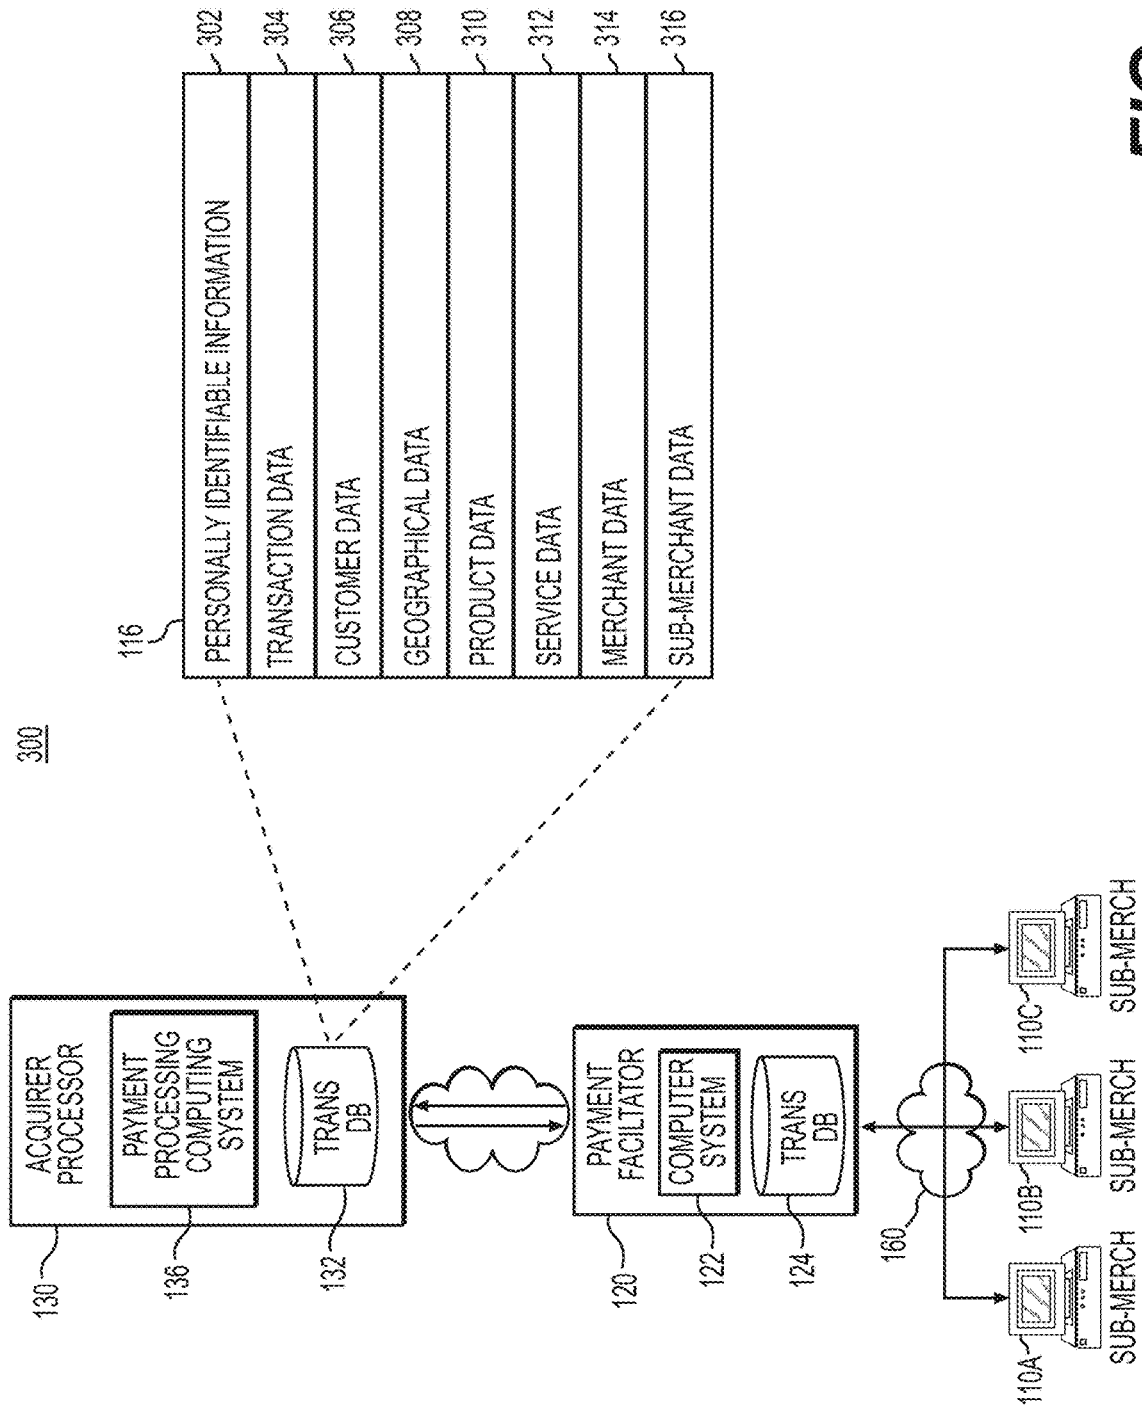 300
130
ACQUIRER
PROCESSOR
136
PAYMENT
PROCESSING
COMPUTING
SYSTEM
132
TRANS
DB
120
PAYMENT
FACILITATOR
122
COMPUTER
SYSTEM
124
TRANS
DB
160
110A
SUB-MERCH
110B
SUB-MERCH
110C
SUB-MERCH
116
PERSONALLY IDENTIFIABLE INFORMATION
302
TRANSACTION DATA
304
CUSTOMER DATA
306
GEOGRAPHICAL DATA
308
PRODUCT DATA
310
SERVICE DATA
312
MERCHANT DATA
314
SUB-MERCHANT DATA
316